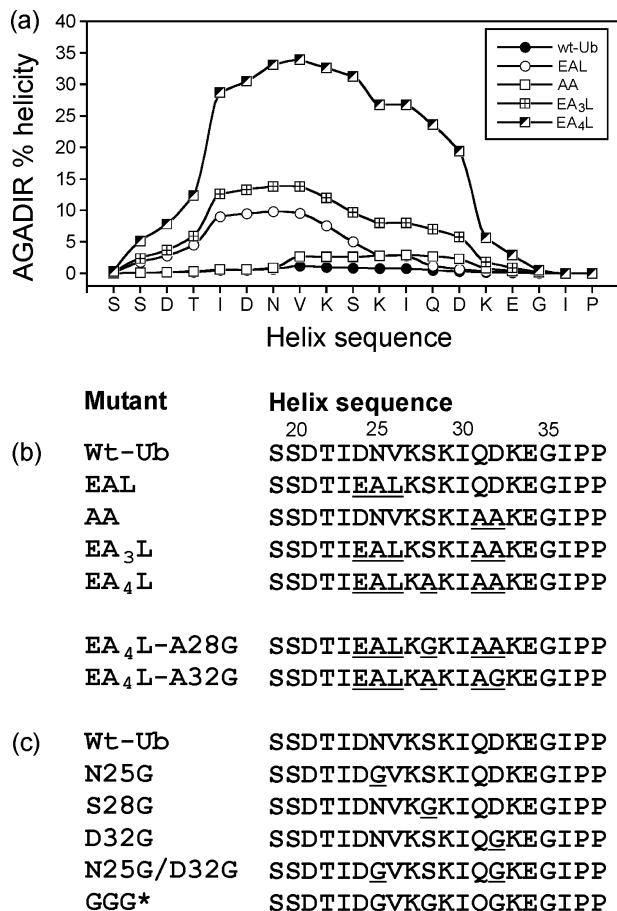 (a)
AGADIR % helicity
40
35
30
25
20
15
10
5
0
wt-Ub
EAL
AA
EA₃L
EA₄L
S S D T I D N V K S K I Q D K E G I P
Helix sequence
Mutant Helix sequence
20 25 30 35
(b) Wt-Ub SSDTIDNVKSKIQDKEGIPP
EAL SSDTIEALKSKIQDKEGIPP
AA SSDTIDNVKSKIAAKEGIPP
EA₃L SSDTIEALKSKIAAKEGIPP
EA₄L SSDTIEALKAKIAAKEGIPP
EA₄L-A28G SSDTIEALKGKIAAKEGIPP
EA₄L-A32G SSDTIEALKAKIAGKEGIPP
(c) Wt-Ub SSDTIDNVKSKIQDKEGIPP
N25G SSDTIDGVKSKIQDKEGIPP
S28G SSDTIDNVKGKIQDKEGIPP
D32G SSDTIDNVKSKIQGKEGIPP
N25G/D32G SSDTIDGVKSKIQGKEGIPP
GGG* SSDTIDGVKGKIQGKEGIPP